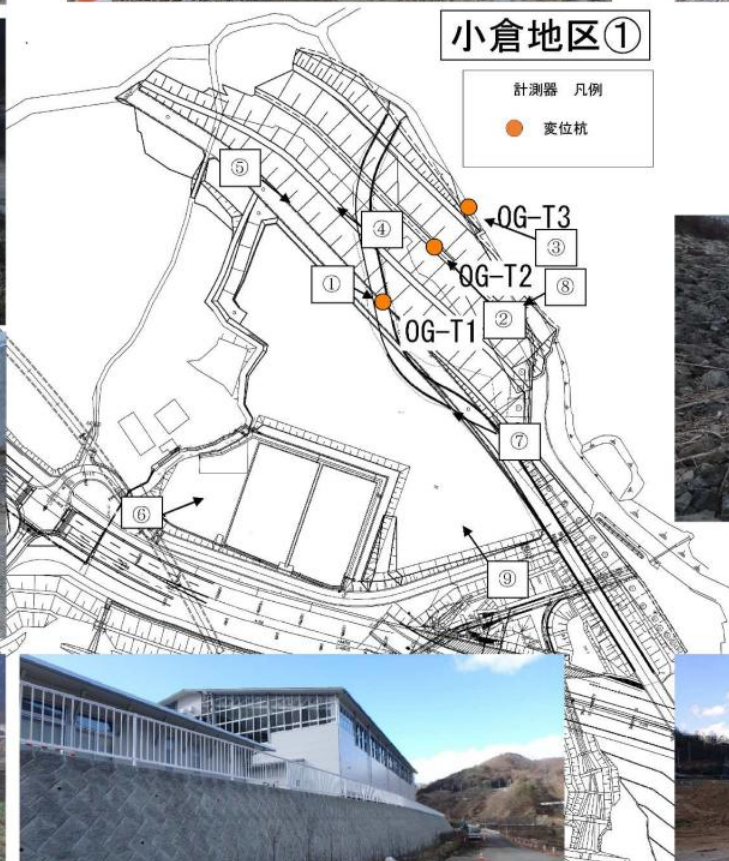 小倉地区①
計測器 凡例
変位杭
⑤
④
OG-T3
③
OG-T2
⑧
①
②
OG-T1
⑦
⑥
⑨